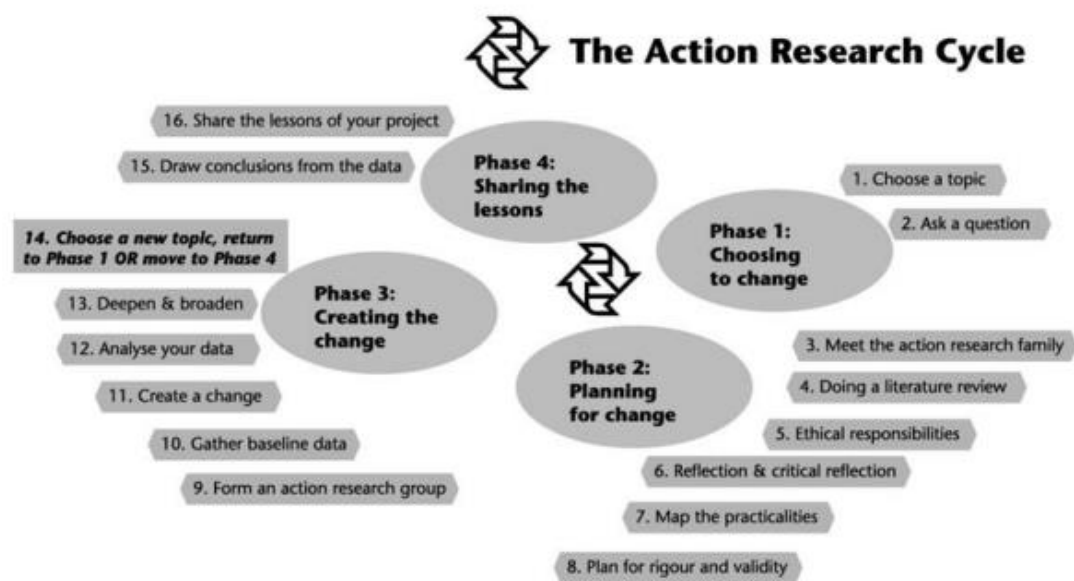 The Action Research Cycle
Phase 1:
Choosing
to change
1. Choose a topic
2. Ask a question
Phase 2:
Planning
for change
3. Meet the action research family
4. Doing a literature review
5. Ethical responsibilities
6. Reflection & critical reflection
7. Map the practicalities
8. Plan for rigour and validity
Phase 3:
Creating the
change
9. Form an action research group
10. Gather baseline data
11. Create a change
12. Analyse your data
13. Deepen & broaden
14. Choose a new topic, return
to Phase 1 OR move to Phase 4
Phase 4:
Sharing the
lessons
15. Draw conclusions from the data
16. Share the lessons of your project